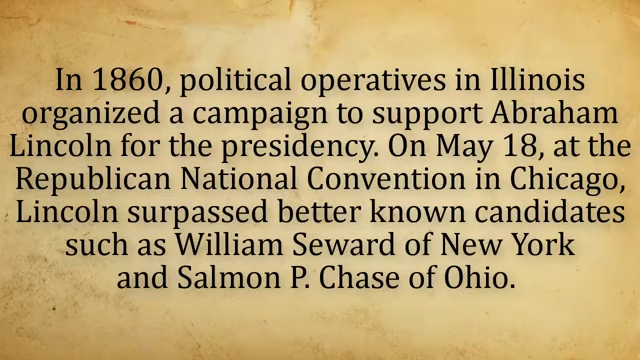 In 1860, political operatives in Illinois
organized a campaign to support Abraham
Lincoln for the presidency. On May 18, at the
Republican National Convention in Chicago,
Lincoln surpassed better known candidates
such as William Seward of New York
and Salmon P. Chase of Ohio.